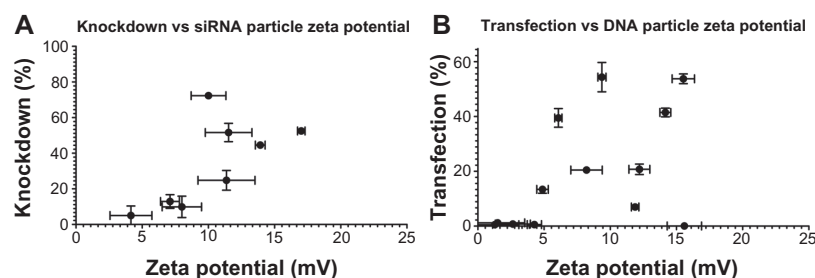 A
Knockdown vs siRNA particle zeta potential
Knockdown (%)
100
80
60
40
20
0
0 5 10 15 20 25
Zeta potential (mV)
B
Transfection vs DNA particle zeta potential
Transfection (%)
60
40
20
0
0 5 10 15 20 25
Zeta potential (mV)